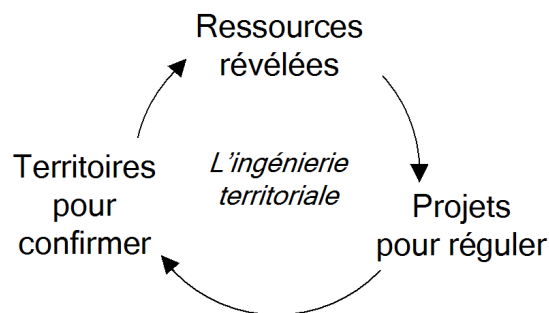 Ressources
révélées
L'ingénierie
territoriale
Territoires
pour
confirmer
Projets
pour réguler